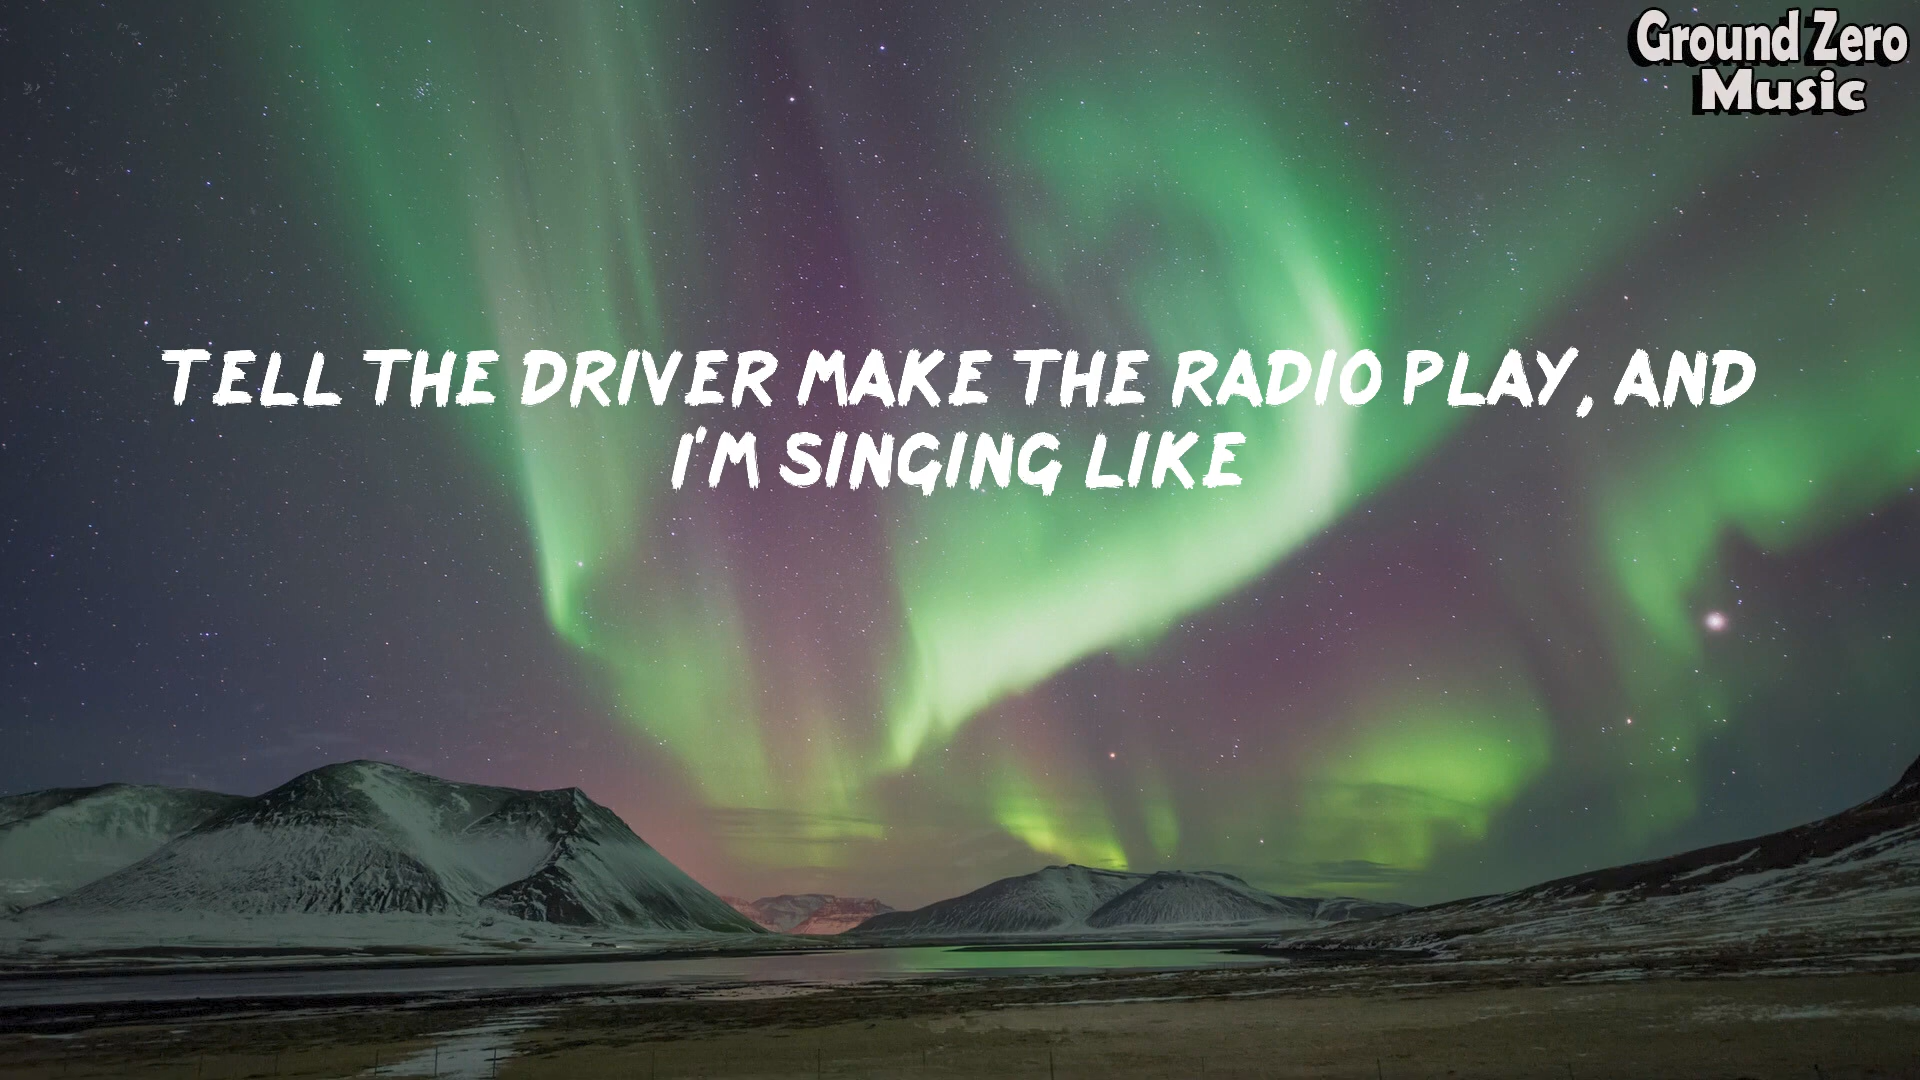 Ground Zero
Music
TELL THE DRIVER MAKE THE RADIO PLAY, AND
I'M SINGING LIKE